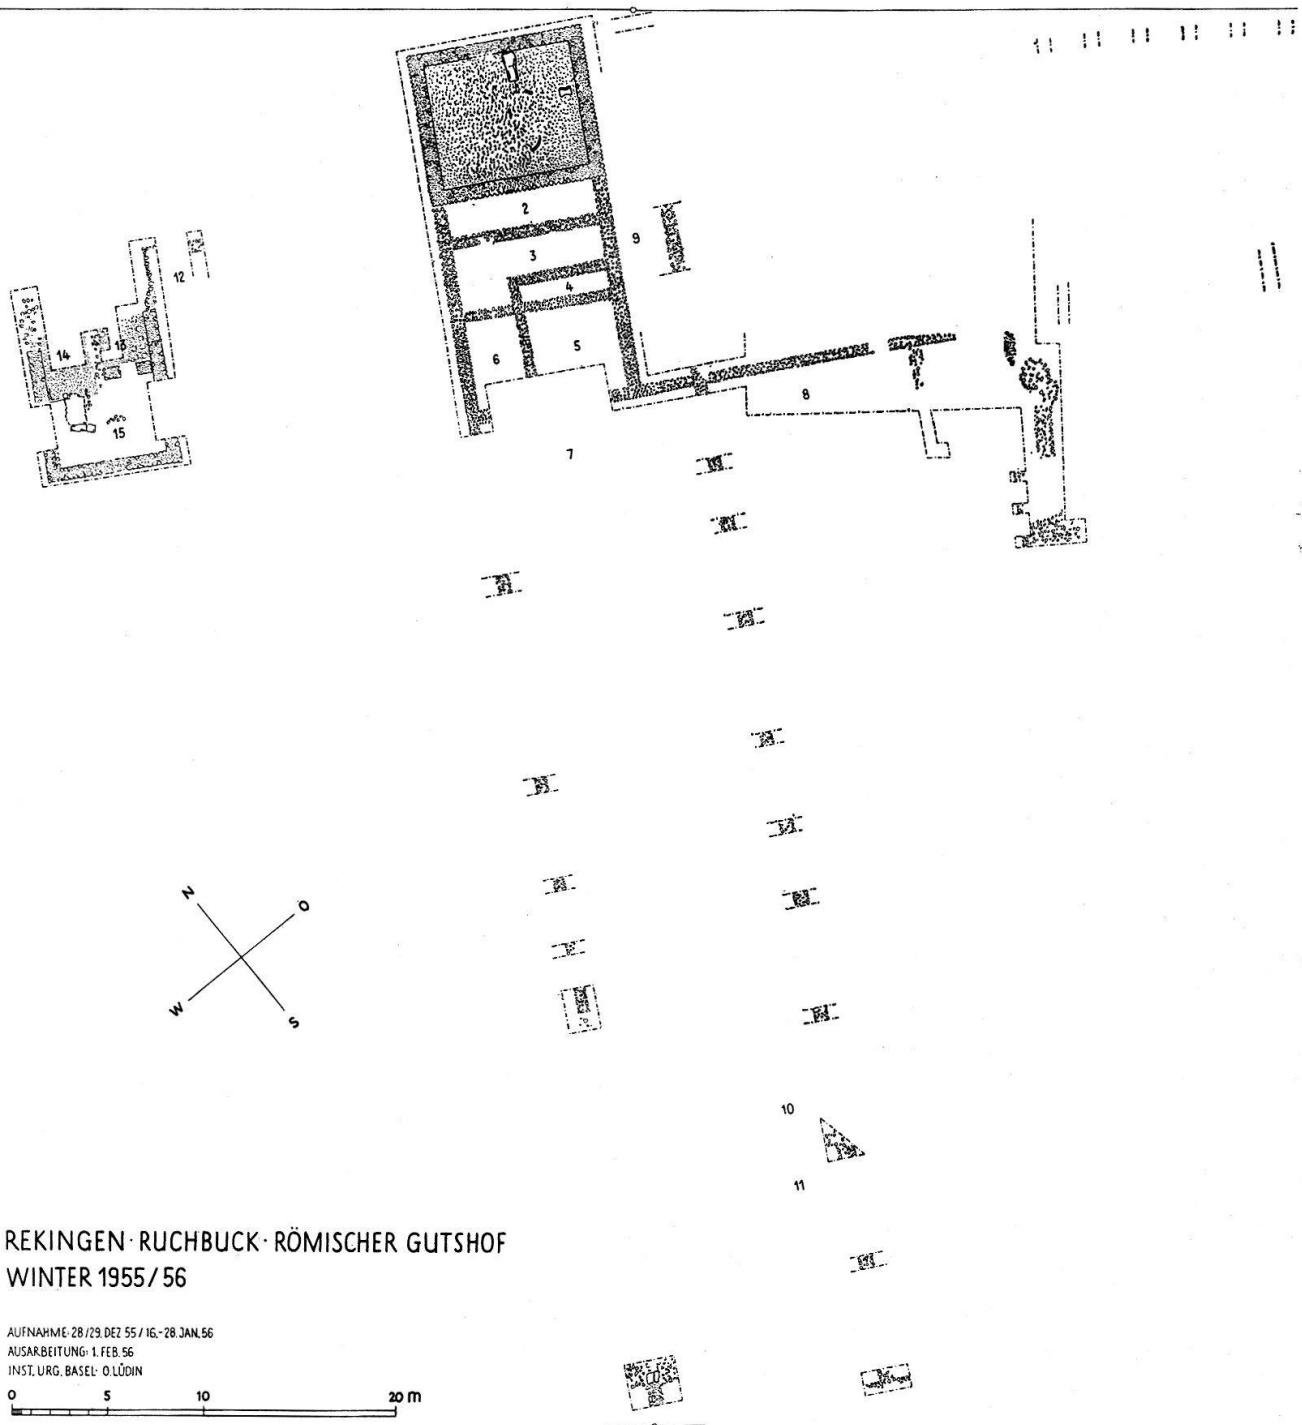 2
9
3
12
4
14
13
5
6
8
15
7
N
O
W
S
10
11
REKINGEN · RUCHBUCK · RÖMISCHER GUTSHOF
WINTER 1955/56
AUFNAHME: 28/29. DEZ 55 / 16.-28. JAN. 56
AUSARBEITUNG: 1. FEB. 56
INST. URG. BASEL: O. LÜDIN
0 5 10 20 m